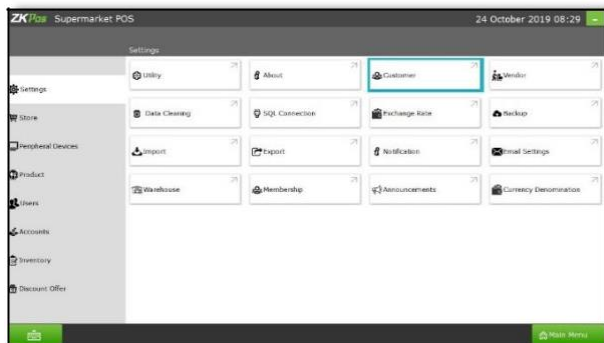 ZKPos Supermarket POS 24 October 2019 08:29
Settings
Utility About Customer Vendor
Settings
Data Cleaning SQL Connection Exchange Rate Backup
Store
Peripheral Devices
Import Export Notification Email Settings
Product
Warehouse Membership Announcements Currency Denomination
Users
Accounts
Inventory
Discount Offer
Main Menu